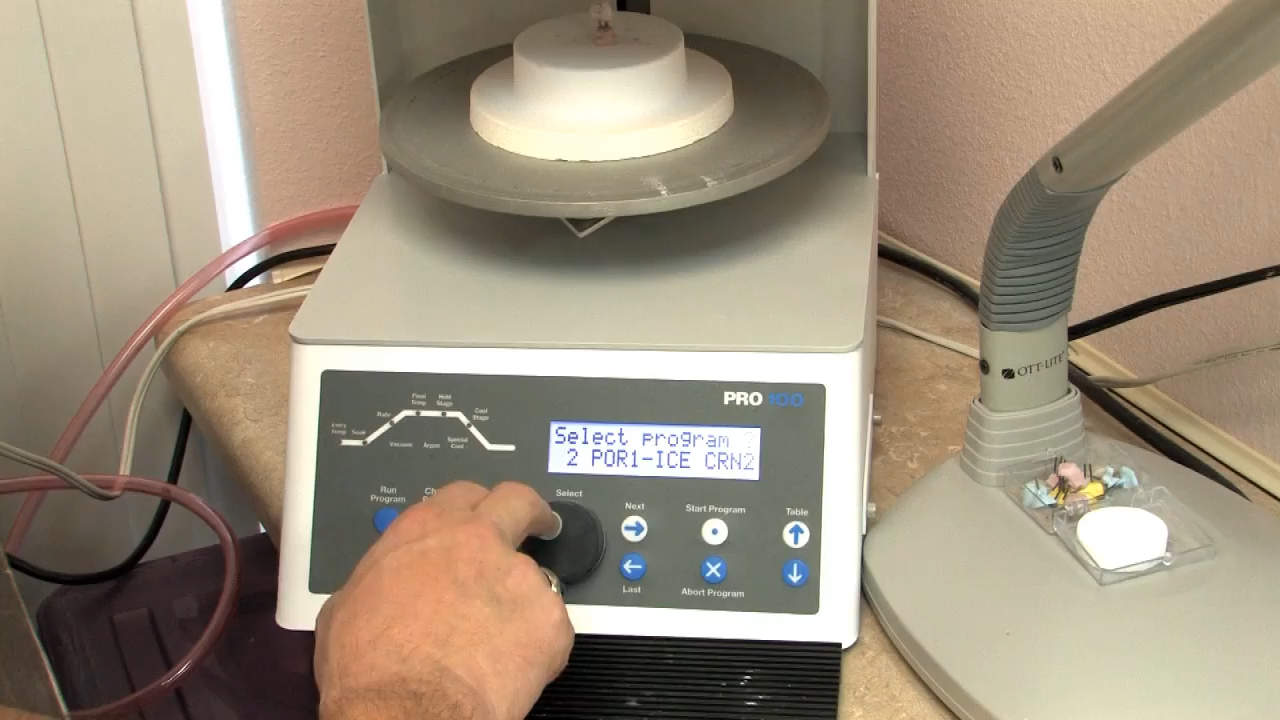 PRO 100
Final
Temp
Hold
Stage
Rate
Cool
Stage
Entry
Temp
Soak
Vacuum
Argon
Special
Cool
Select program
2 POR1-ICE CRN2
Run
Program
Select
Next
Start Program
Table
Last
Abort Program
OTT-LITE